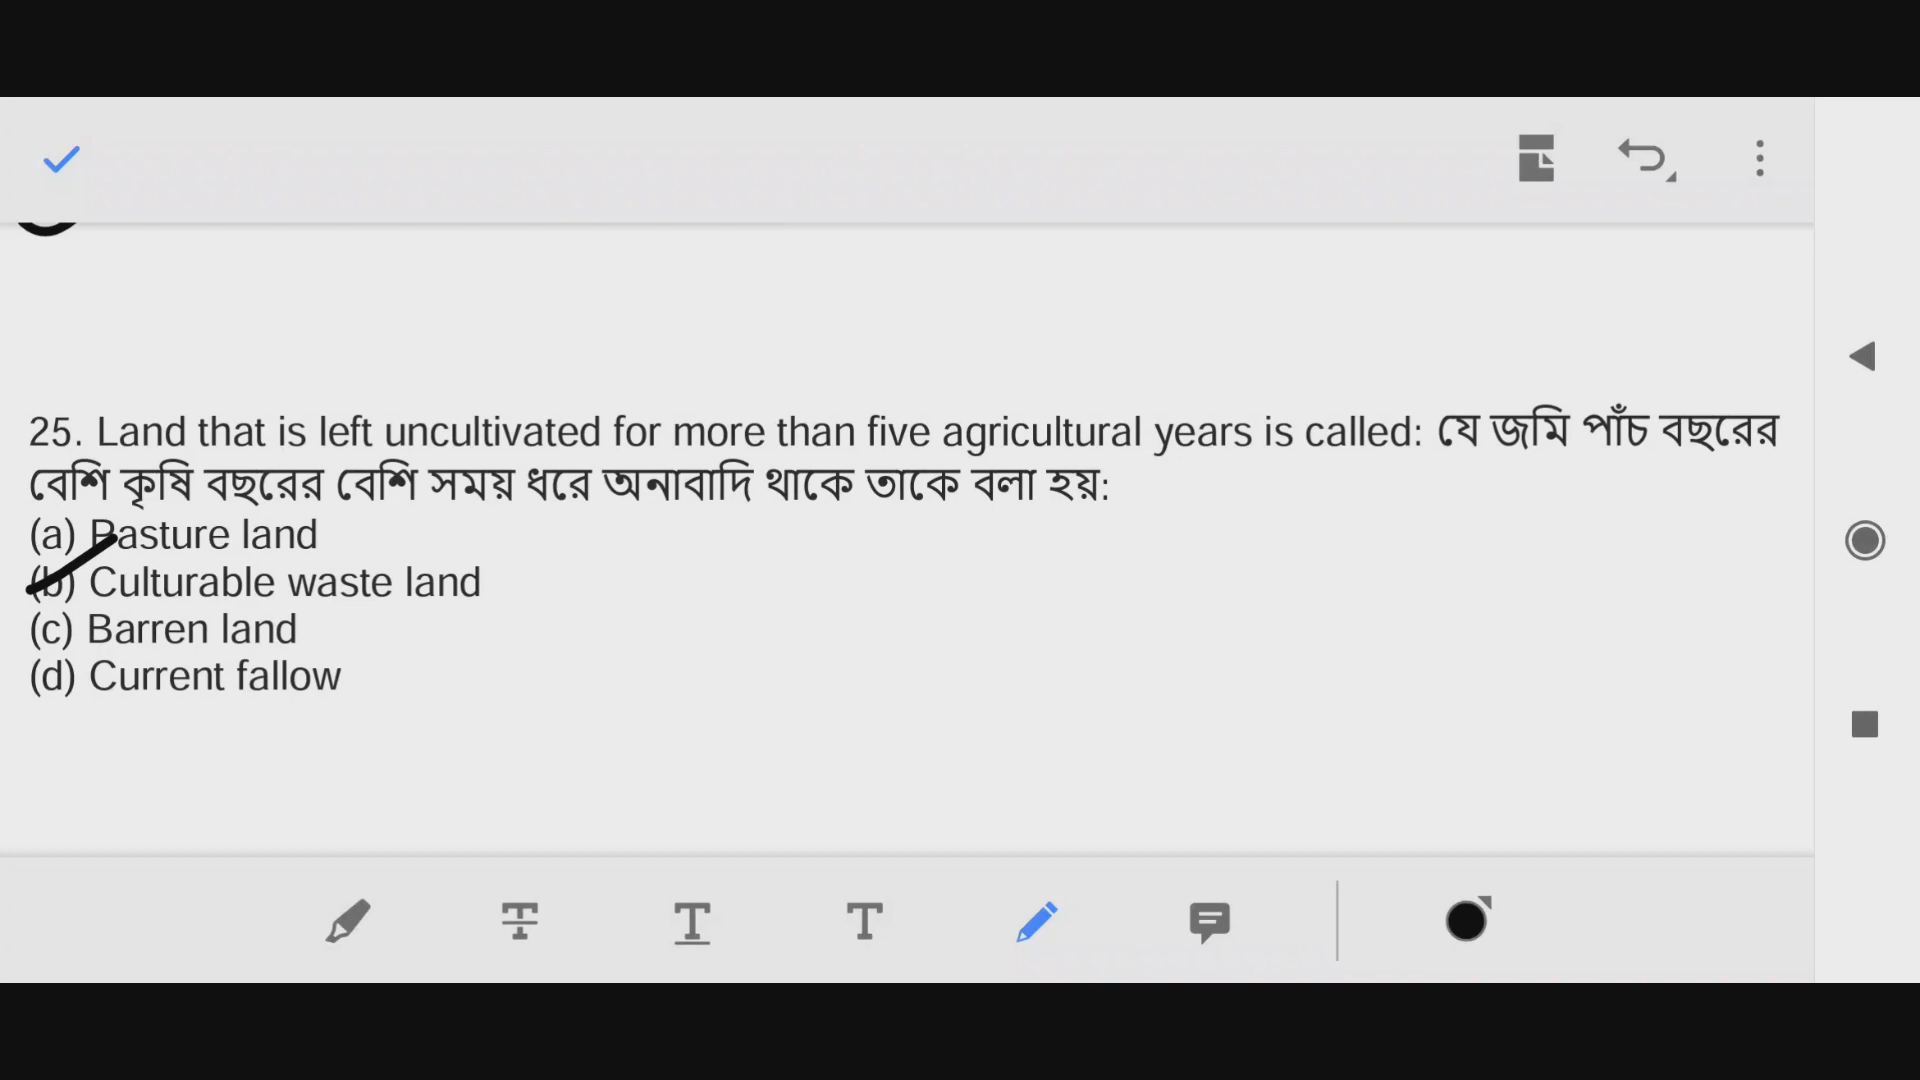 25. Land that is left uncultivated for more than five agricultural years is called: যে জমি পাঁচ বছরের
বেশি কৃষি বছরের বেশি সময় ধরে অনাবাদি থাকে তাকে বলা হয়:
(a) Pasture land
(b) Culturable waste land
(c) Barren land
(d) Current fallow